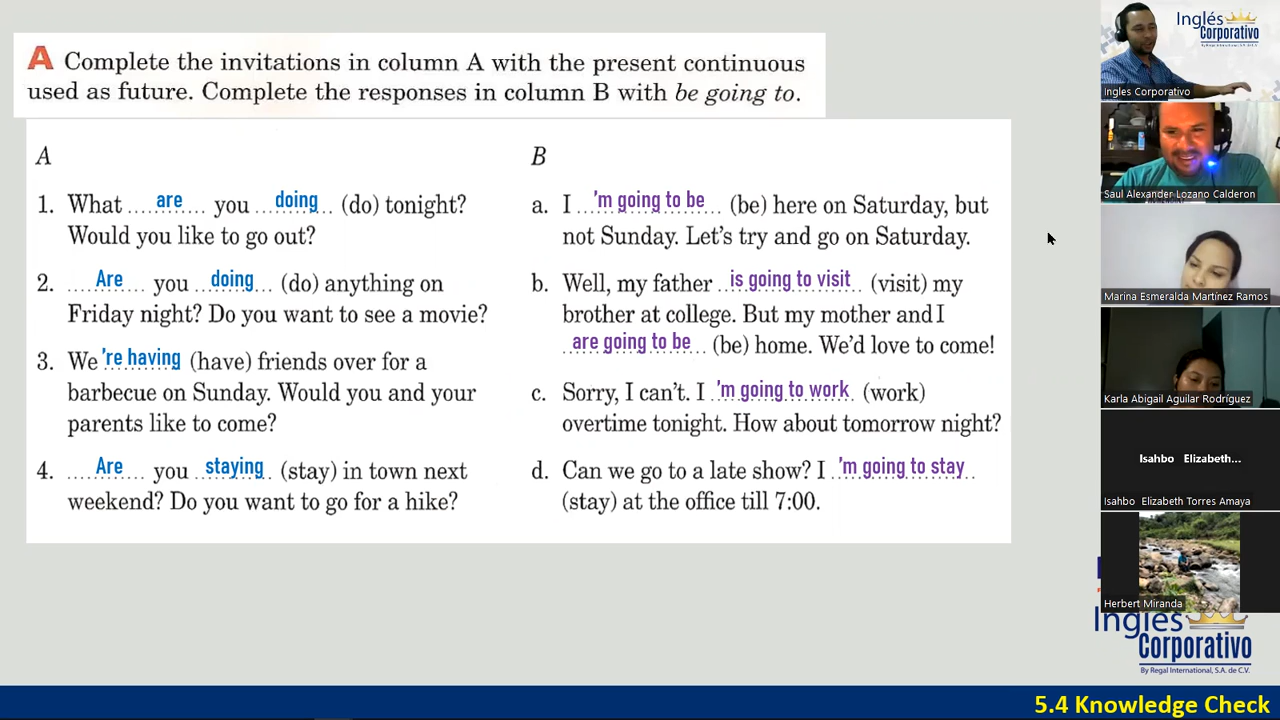 A Complete the invitations in column A with the present continuous
used as future. Complete the responses in column B with be going to.
A
1. What are you doing (do) tonight?
Would you like to go out?
2. Are you doing (do) anything on
Friday night? Do you want to see a movie?
3. We 're having (have) friends over for a
barbecue on Sunday. Would you and your
parents like to come?
4. Are you staying (stay) in town next
weekend? Do you want to go for a hike?
B
a. I 'm going to be (be) here on Saturday, but
not Sunday. Let's try and go on Saturday.
b. Well, my father is going to visit (visit) my
brother at college. But my mother and I
are going to be (be) home. We'd love to come!
c. Sorry, I can't. I 'm going to work (work)
overtime tonight. How about tomorrow night?
d. Can we go to a late show? I 'm going to stay
(stay) at the office till 7:00.
Inglés
Corporativo
By Regal International, S.A. de C.V.
Ingles Corporativo
Saul Alexander Lozano Calderon
Marina Esmeralda Martínez Ramos
Karla Abigail Aguilar Rodríguez
Isahbo Elizabeth...
Isahbo Elizabeth Torres Amaya
Herbert Miranda
Inglés
Corporativo
By Regal International, S.A. de C.V.
5.4 Knowledge Check